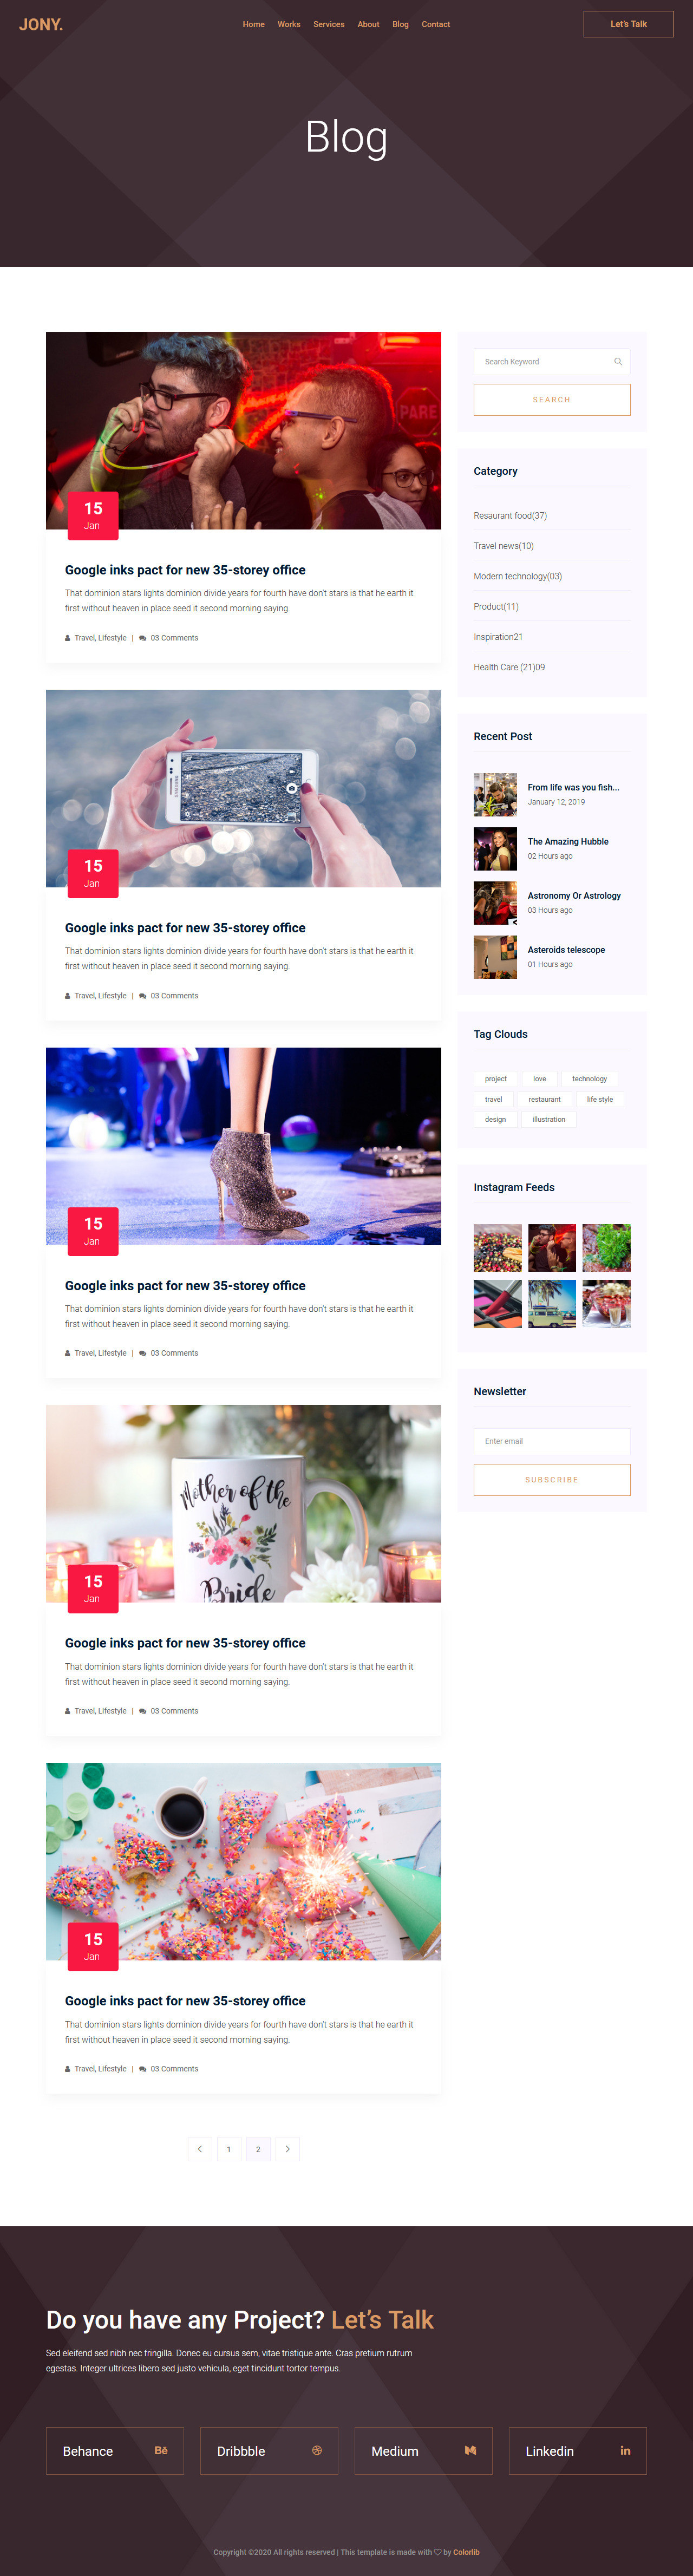 JONY.
Home Works Services About Blog Contact
Let's Talk
Blog
PARE
15
Jan
Google inks pact for new 35-storey office
That dominion stars lights dominion divide years for fourth have don't stars is that he earth it
first without heaven in place seed it second morning saying.
Travel, Lifestyle | 03 Comments
15
Jan
Google inks pact for new 35-storey office
That dominion stars lights dominion divide years for fourth have don't stars is that he earth it
first without heaven in place seed it second morning saying.
Travel, Lifestyle | 03 Comments
15
Jan
Google inks pact for new 35-storey office
That dominion stars lights dominion divide years for fourth have don't stars is that he earth it
first without heaven in place seed it second morning saying.
Travel, Lifestyle | 03 Comments
Mother of the
Bride
15
Jan
Google inks pact for new 35-storey office
That dominion stars lights dominion divide years for fourth have don't stars is that he earth it
first without heaven in place seed it second morning saying.
Travel, Lifestyle | 03 Comments
15
Jan
Google inks pact for new 35-storey office
That dominion stars lights dominion divide years for fourth have don't stars is that he earth it
first without heaven in place seed it second morning saying.
Travel, Lifestyle | 03 Comments
1
2
Search Keyword
SEARCH
Category
Resaurant food(37)
Travel news(10)
Modern technology(03)
Product(11)
Inspiration21
Health Care (21)09
Recent Post
From life was you fish...
January 12, 2019
The Amazing Hubble
02 Hours ago
Astronomy Or Astrology
03 Hours ago
Asteroids telescope
01 Hours ago
Tag Clouds
project love technology
travel restaurant life style
design illustration
Instagram Feeds
Newsletter
Enter email
SUBSCRIBE
Do you have any Project? Let's Talk
Sed eleifend sed nibh nec fringilla. Donec eu cursus sem, vitae tristique ante. Cras pretium rutrum
egestas. Integer ultrices libero sed justo vehicula, eget tincidunt tortor tempus.
Behance
Dribbble
Medium
Linkedin
Copyright ©2020 All rights reserved | This template is made with by Colorlib